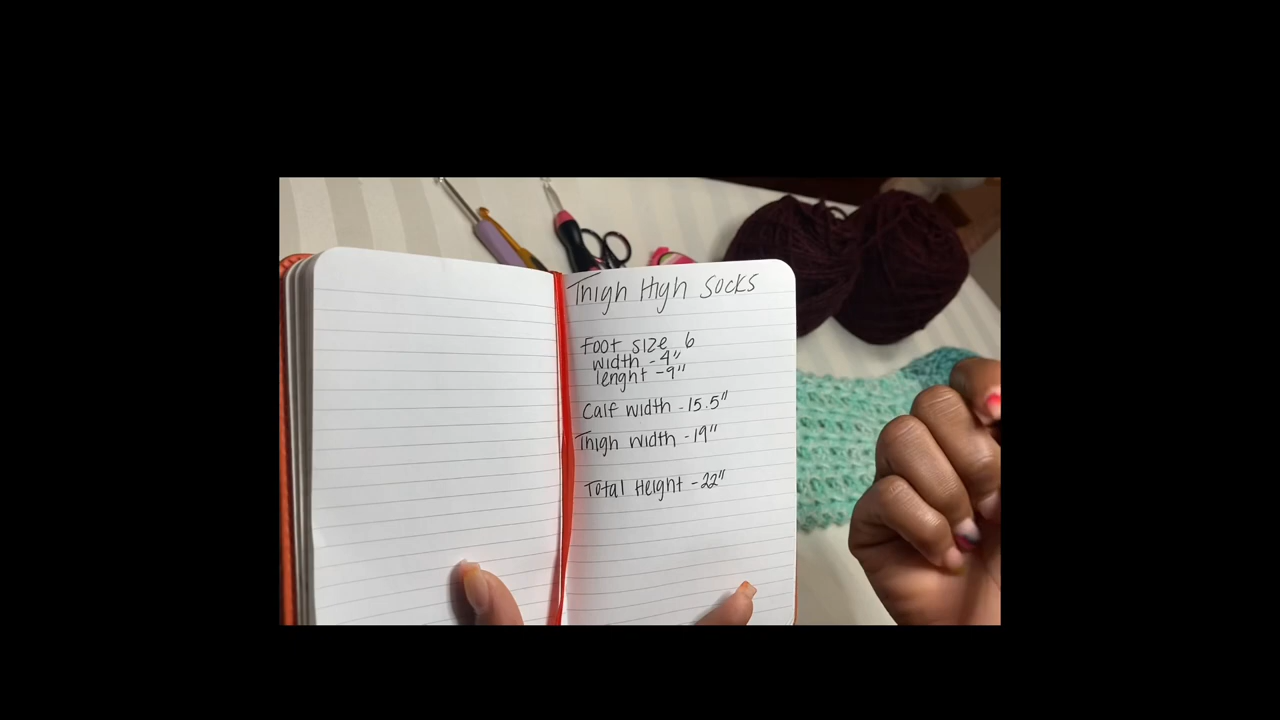 Thigh High Socks
Foot size 6
width - 4"
lenght - 9"
Calf width - 15.5"
Thigh width - 19"
Total Height - 22"